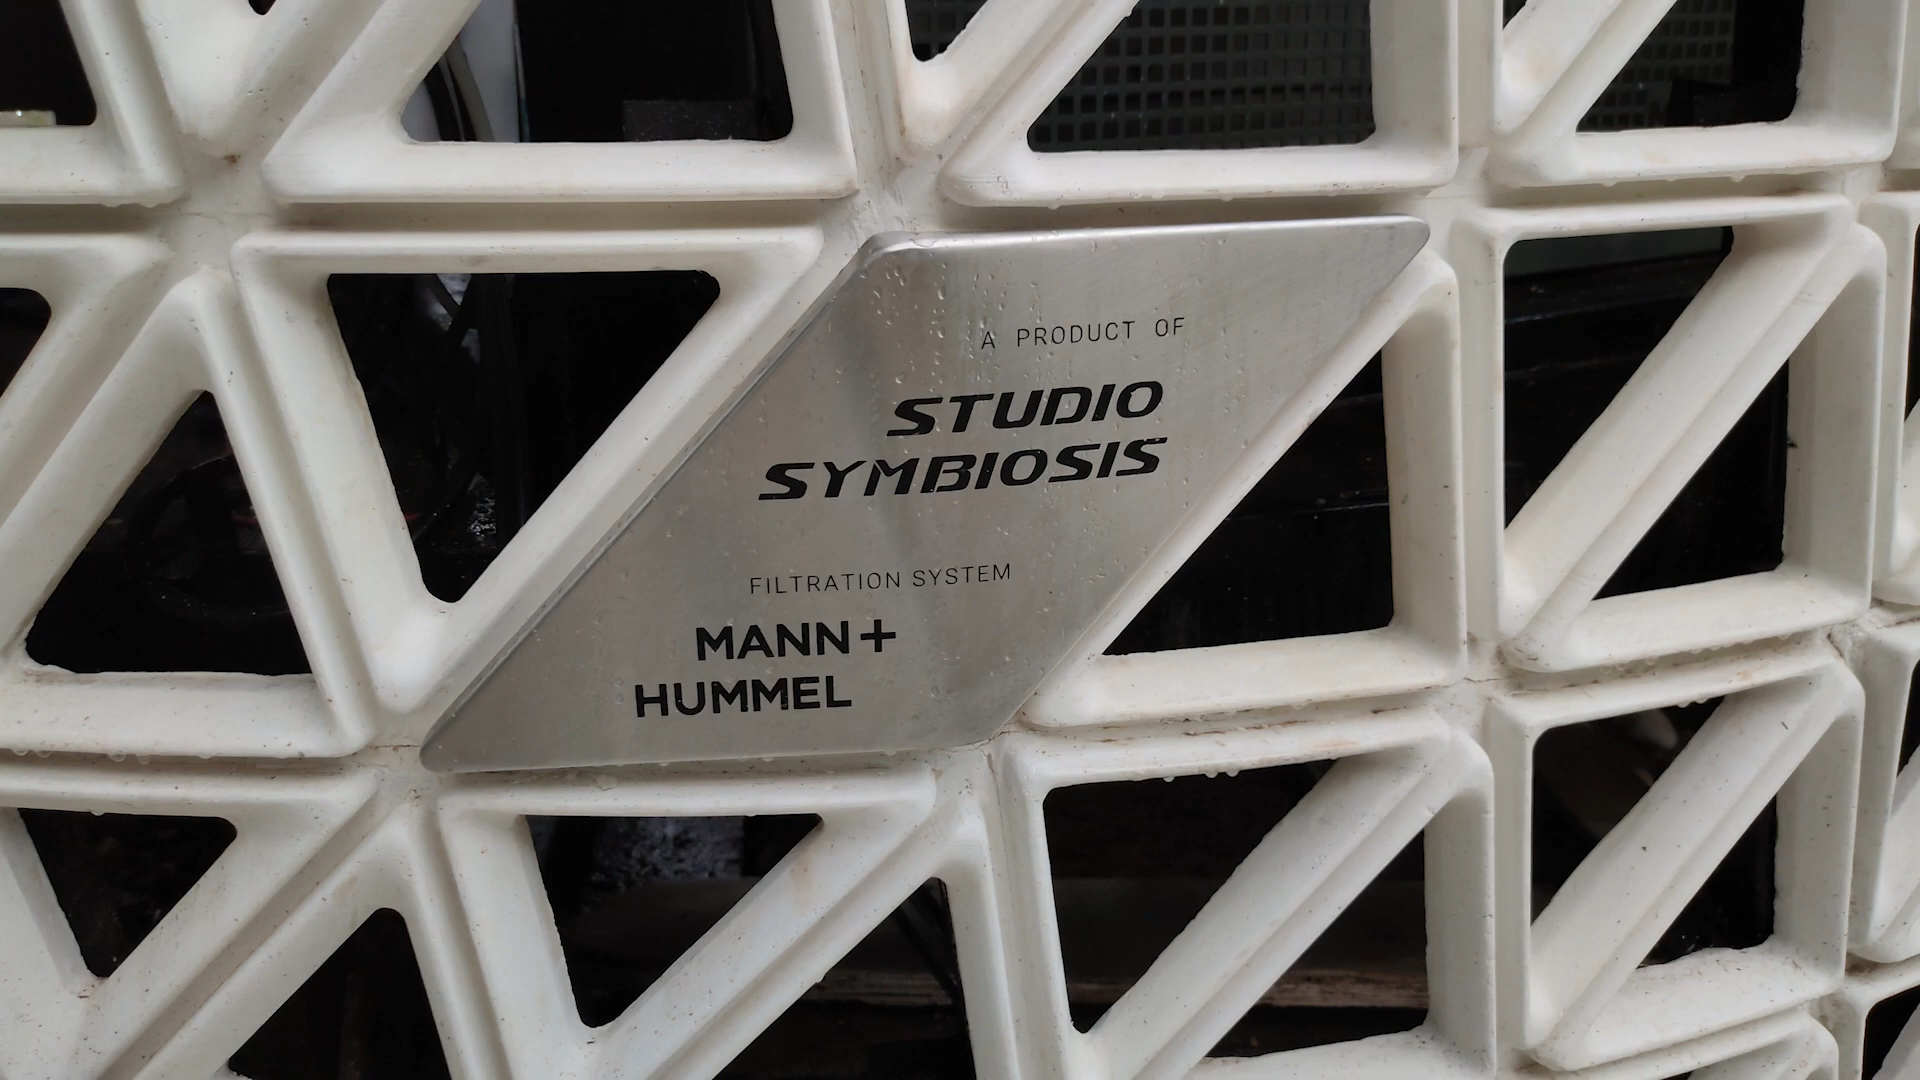 A PRODUCT OF
STUDIO
SYMBIOSIS
FILTRATION SYSTEM
MANN+
HUMMEL